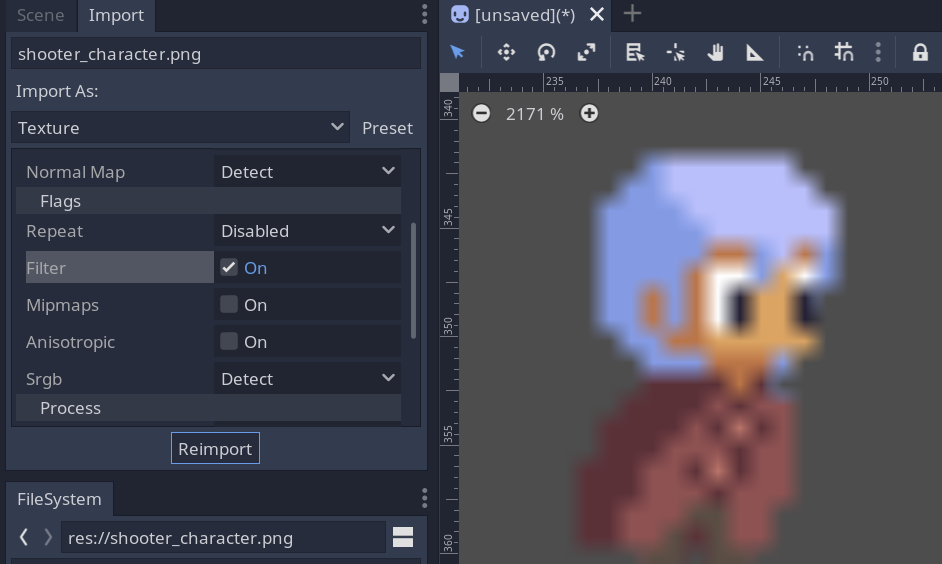 Scene Import
shooter_character.png
Import As:
Texture Preset
Normal Map Detect
Flags
Repeat Disabled
Filter On
Mipmaps On
Anisotropic On
Srgb Detect
Process
Reimport
FileSystem
res://shooter_character.png
[unsaved](*)
235 240 245 250
2171 %
340
345
350
355
360